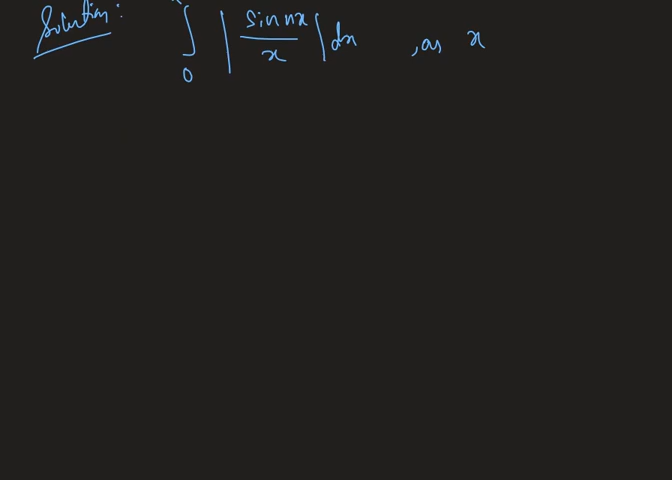 Solution: ∫₀ | sin nx / x | dx , as x